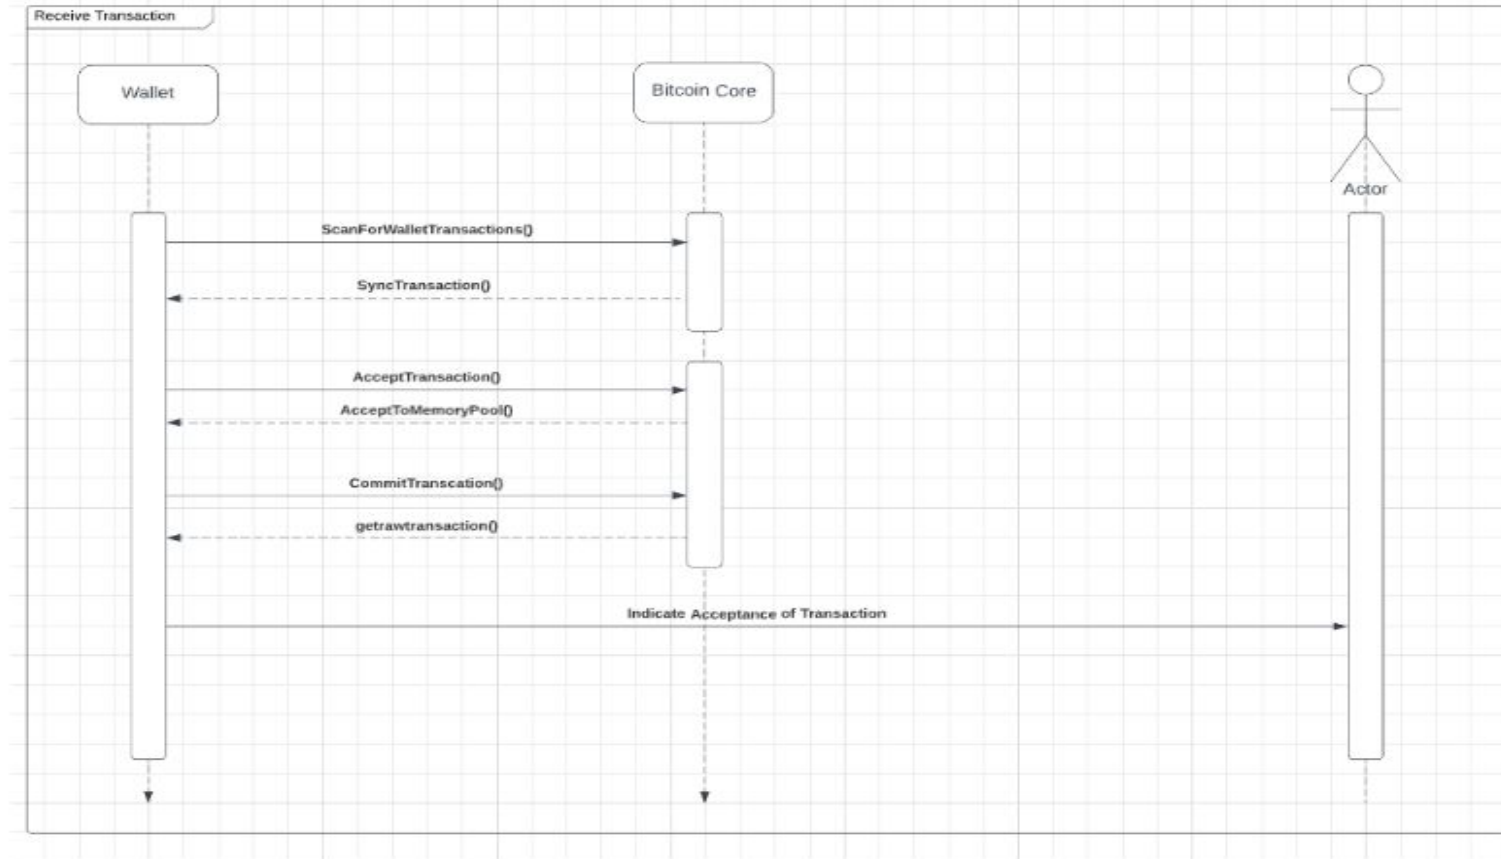 Receive Transaction
Wallet
Bitcoin Core
Actor
ScanForWalletTransactions()
SyncTransaction()
AcceptTransaction()
AcceptToMemoryPool()
CommitTranscation()
getrawtransaction()
Indicate Acceptance of Transaction